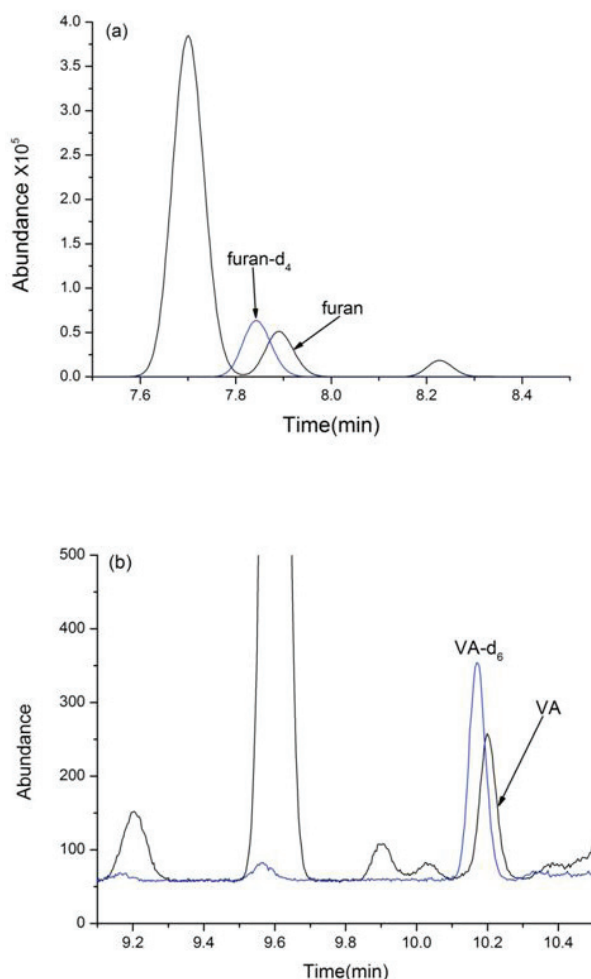 (a)
Abundance X10⁵
4.0
3.5
3.0
2.5
2.0
1.5
1.0
0.5
0.0
furan-d₄
furan
7.6 7.8 8.0 8.2 8.4
Time(min)
(b)
Abundance
500
400
300
200
100
0
VA-d₆
VA
9.2 9.4 9.6 9.8 10.0 10.2 10.4
Time(min)